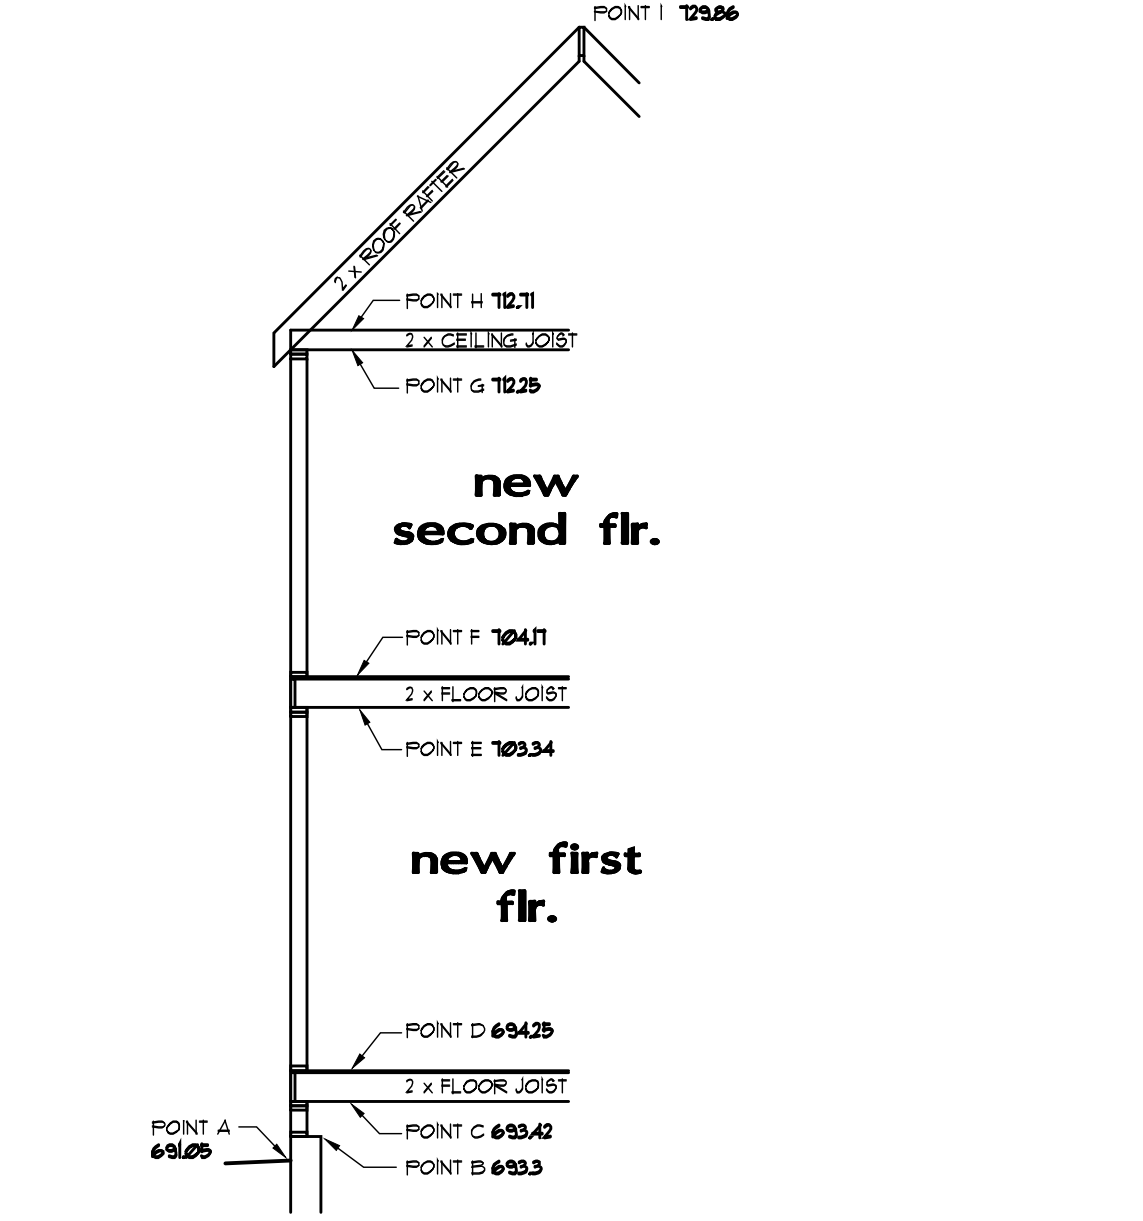 POINT I 729.86
2 x ROOF RAFTER
POINT H 712.71
2 x CEILING JOIST
POINT G 712.25
new
second flr.
POINT F 704.17
2 x FLOOR JOIST
POINT E 703.34
new first
flr.
POINT D 694.25
2 x FLOOR JOIST
POINT C 693.42
POINT A
691.05
POINT B 693.3